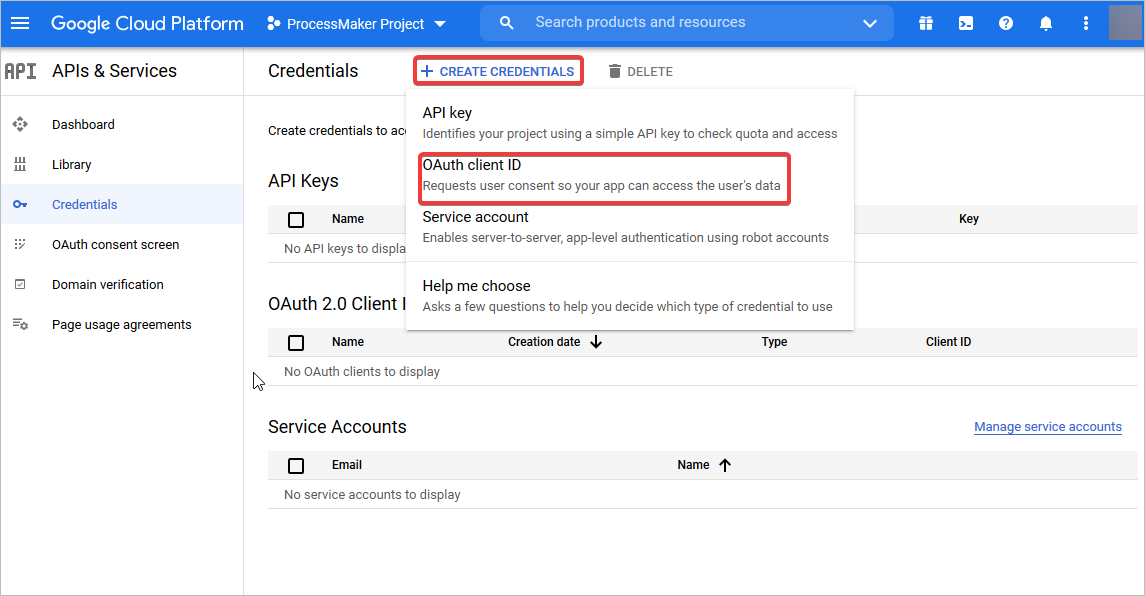 Google Cloud Platform
ProcessMaker Project
Search products and resources
API
APIs & Services
Credentials
CREATE CREDENTIALS
DELETE
Dashboard
Library
Credentials
OAuth consent screen
Domain verification
Page usage agreements
Create credentials to acc
API key
Identifies your project using a simple API key to check quota and access
OAuth client ID
Requests user consent so your app can access the user's data
Service account
Enables server-to-server, app-level authentication using robot accounts
Help me choose
Asks a few questions to help you decide which type of credential to use
API Keys
Name Key
No API keys to displa
OAuth 2.0 Client I
Name Creation date Type Client ID
No OAuth clients to display
Service Accounts
Manage service accounts
Email Name
No service accounts to display